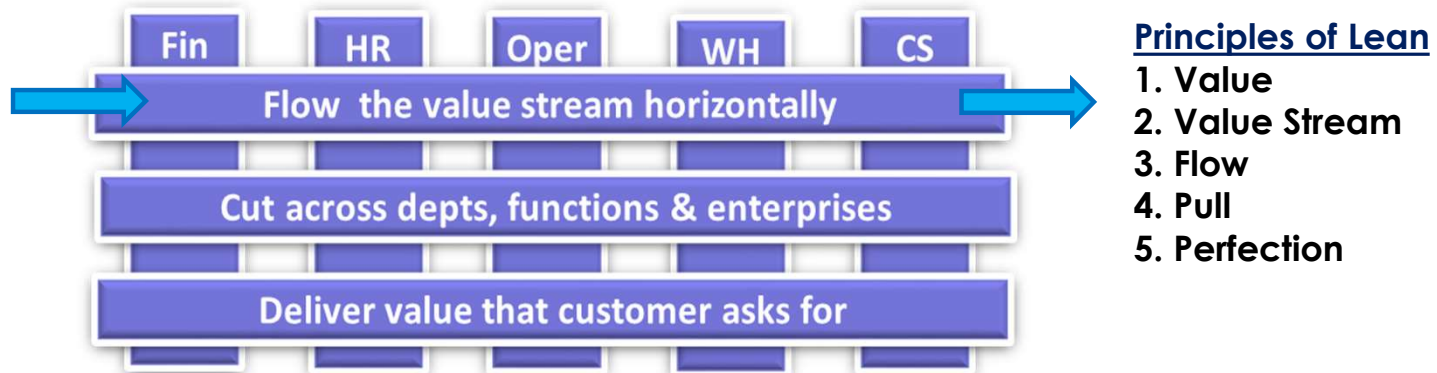 Fin HR Oper WH CS
Flow the value stream horizontally
Cut across depts, functions & enterprises
Deliver value that customer asks for
Principles of Lean
1. Value
2. Value Stream
3. Flow
4. Pull
5. Perfection